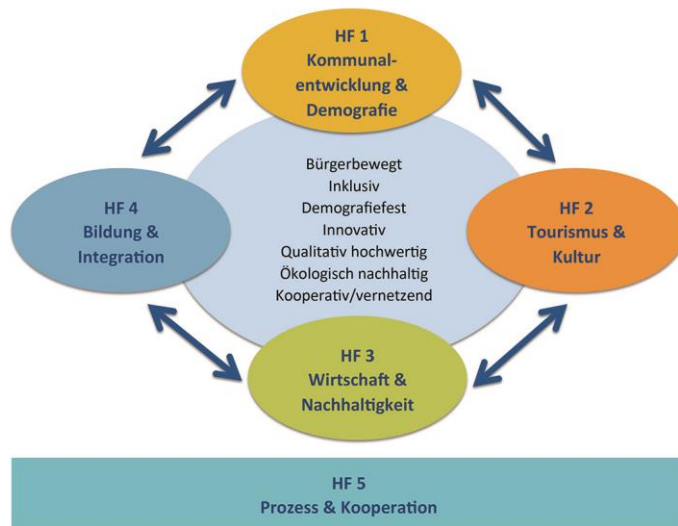 HF 1
Kommunal-
entwicklung &
Demografie
HF 4
Bildung &
Integration
Bürgerbewegt
Inklusiv
Demografiefest
Innovativ
Qualitativ hochwertig
Ökologisch nachhaltig
Kooperativ/vernetzend
HF 2
Tourismus &
Kultur
HF 3
Wirtschaft &
Nachhaltigkeit
HF 5
Prozess & Kooperation